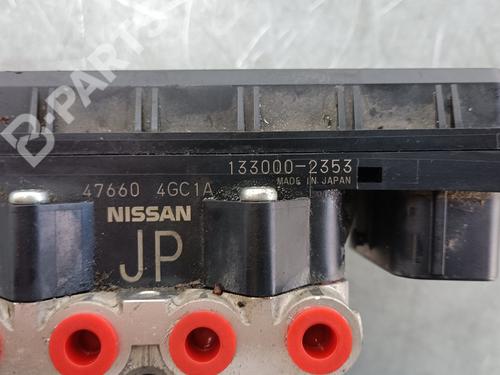 B-PARTS
133000-2353
MADE IN JAPAN
47660 4GC1A
NISSAN
JP